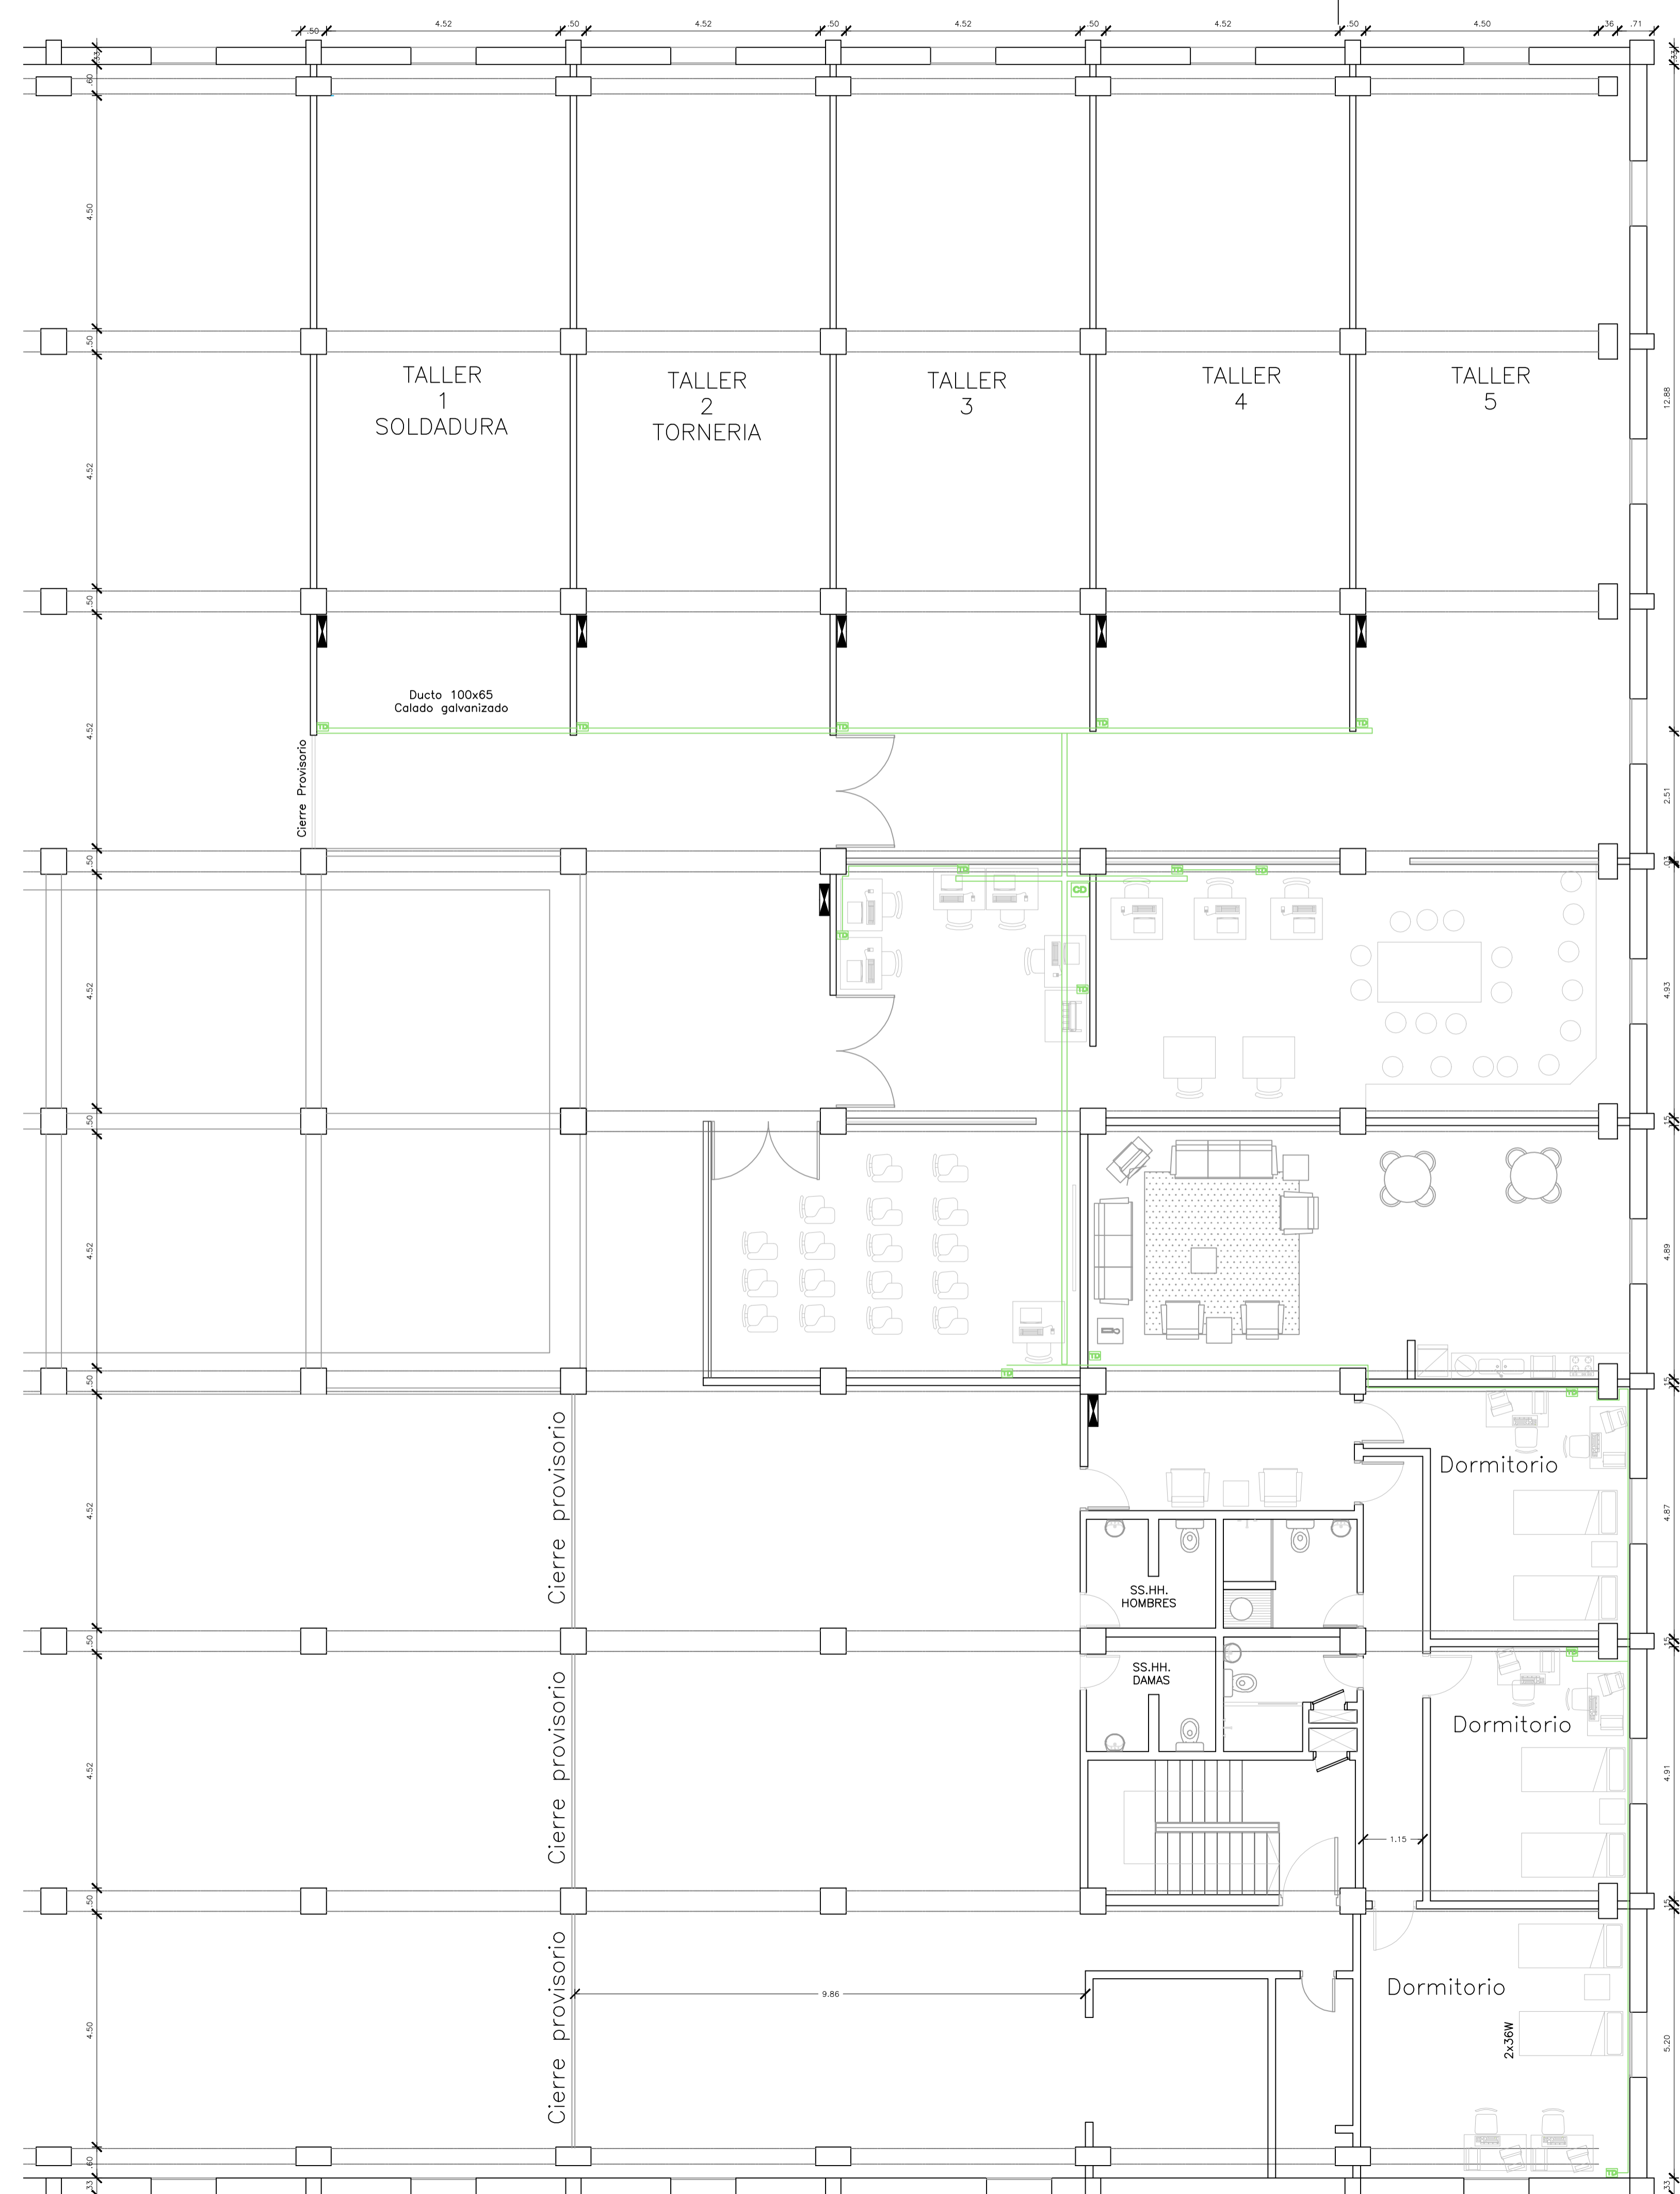 .50
4.52
.50
4.52
.50
4.52
.50
4.52
.50
4.50
.36
.71
.33
.60
4.50
.50
4.52
.50
4.52
.50
4.52
.50
4.52
.50
4.52
.50
4.52
.50
4.50
.60
.33
TALLER
1
SOLDADURA
TALLER
2
TORNERIA
TALLER
3
TALLER
4
TALLER
5
12.88
Ducto 100x65
Calado galvanizado
TD
TD
TD
TD
TD
Cierre Provisorio
2.51
TD
TD
TD
CD
TD
TD
4.93
.15
4.89
TD
TD
.15
TD
Cierre provisorio
Dormitorio
4.87
SS.HH.
HOMBRES
.15
TD
SS.HH.
DAMAS
Cierre provisorio
Dormitorio
4.91
1.15
.15
Cierre provisorio
9.86
Dormitorio
2x36W
5.20
TD
.33